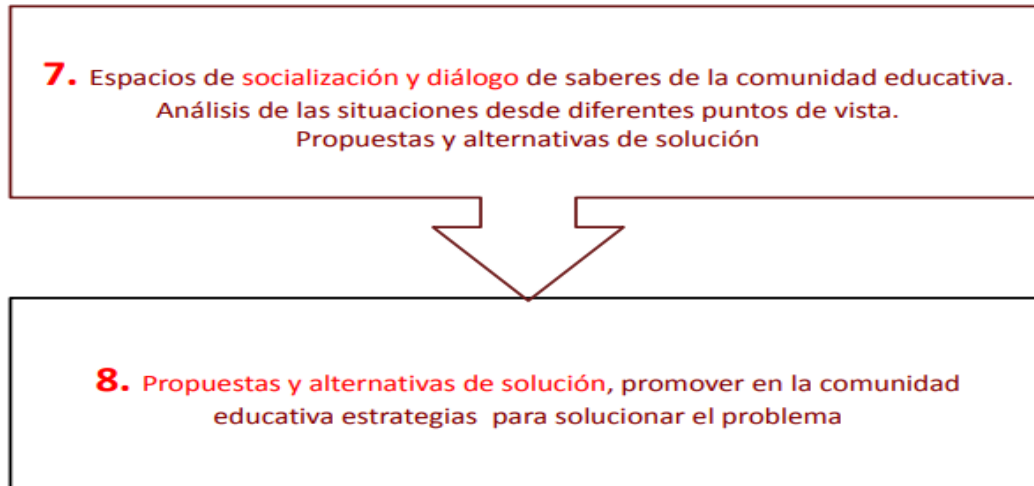 7. Espacios de socialización y diálogo de saberes de la comunidad educativa.
Análisis de las situaciones desde diferentes puntos de vista.
Propuestas y alternativas de solución
8. Propuestas y alternativas de solución, promover en la comunidad
educativa estrategias  para solucionar el problema